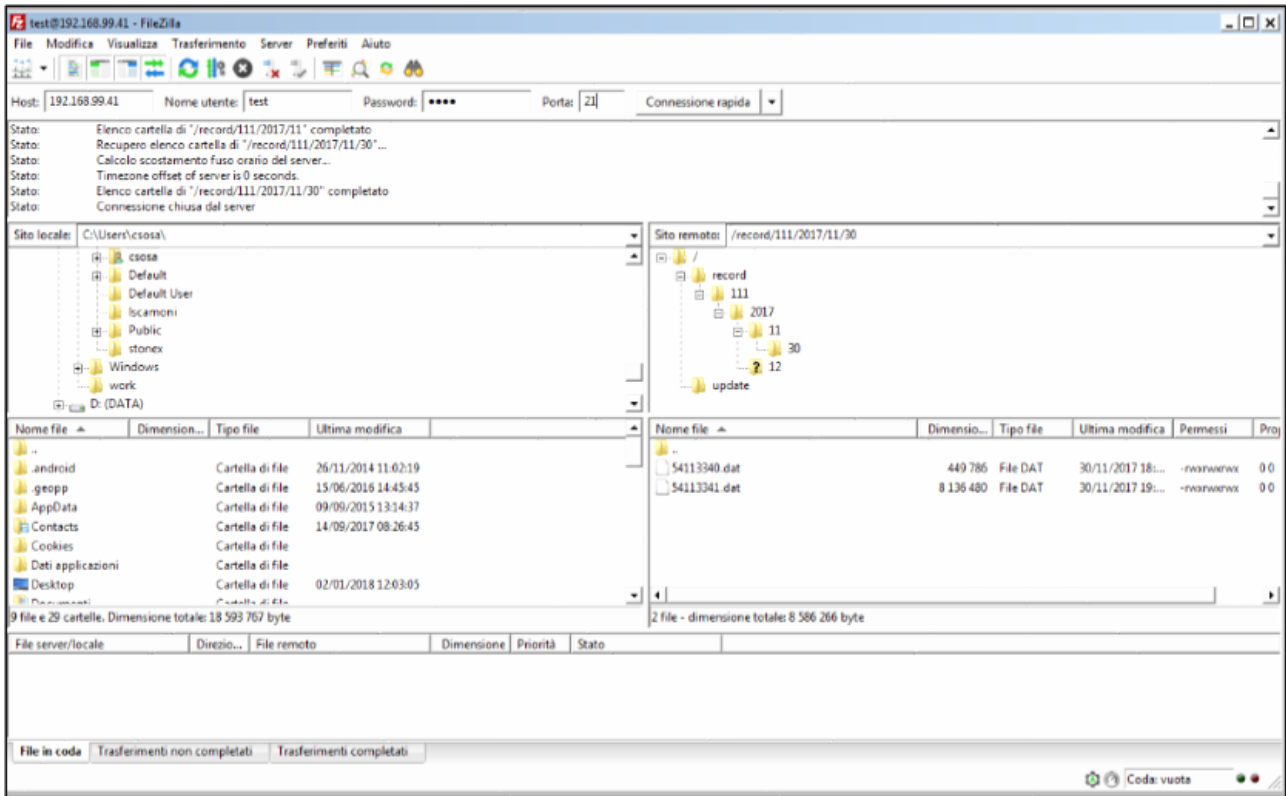 test@192.168.99.41 - FileZilla
File Modifica Visualizza Trasferimento Server Preferiti Aiuto
Host: 192.168.99.41 Nome utente: test Password: •••• Porta: 21 Connessione rapida
Stato: Elenco cartella di "/record/111/2017/11" completato
Stato: Recupero elenco cartella di "/record/111/2017/11/30"...
Stato: Calcolo scostamento fuso orario del server...
Stato: Timezone offset of server is 0 seconds.
Stato: Elenco cartella di "/record/111/2017/11/30" completato
Stato: Connessione chiusa dal server
Sito locale: C:\Users\csosa\
csosa
Default
Default User
lscamoni
Public
stonex
Windows
work
D: (DATA)
Sito remoto: /record/111/2017/11/30
/
record
111
2017
11
30
? 12
update
Nome file Dimension... Tipo file Ultima modifica
..
.android Cartella di file 26/11/2014 11:02:19
.geopp Cartella di file 15/06/2016 14:45:45
AppData Cartella di file 09/09/2015 13:14:37
Contacts Cartella di file 14/09/2017 08:26:45
Cookies Cartella di file
Dati applicazioni Cartella di file
Desktop Cartella di file 02/01/2018 12:03:05
Documenti Cartella di file
9 file e 29 cartelle. Dimensione totale: 18 593 767 byte
Nome file Dimensio... Tipo file Ultima modifica Permessi Prop
..
54113340.dat 449 786 File DAT 30/11/2017 18:... -rwxrwxrwx 0 0
54113341.dat 8 136 480 File DAT 30/11/2017 19:... -rwxrwxrwx 0 0
2 file - dimensione totale: 8 586 266 byte
File server/locale Direzio... File remoto Dimensione Priorità Stato
File in coda Trasferimenti non completati Trasferimenti completati
Coda: vuota